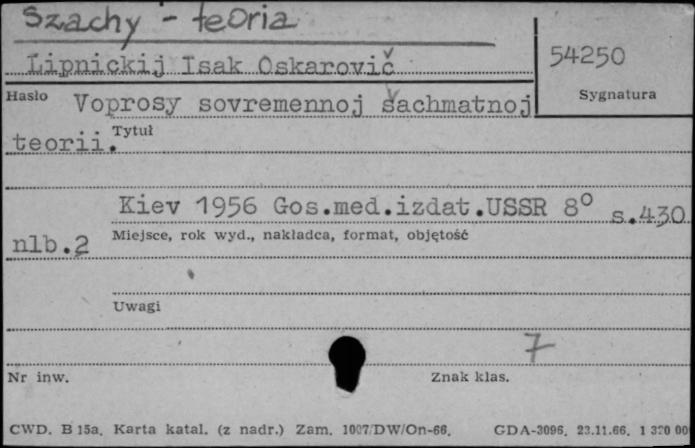 Szachy - teoria
Lipnickij Isak Oskarovič
54250
Hasło
Sygnatura
Voprosy sovremennoj šachmatnoj
Tytuł
teorii.
Kiev 1956 Gos.med.izdat.USSR 8° s.430
Miejsce, rok wyd., nakładca, format, objętość
nlb.2
Uwagi
7
Nr inw.
Znak klas.
CWD. B 15a. Karta katal. (z nadr.) Zam. 1007/DW/On-66. GDA-3096. 23.11.66. 1 320 00